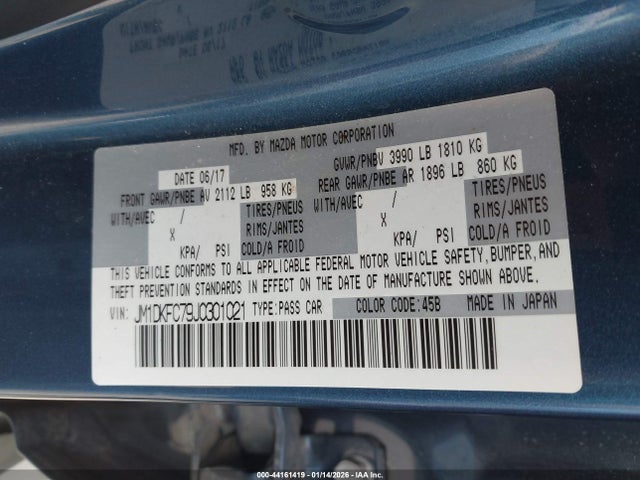 MFD. BY MAZDA MOTOR CORPORATION
DATE 06/17 GVWR/PNBV 3990 LB 1810 KG
FRONT GAWR/PNBE AV 2112 LB 958 KG REAR GAWR/PNBE AR 1896 LB 860 KG
WITH/AVEC / TIRES/PNEUS WITH/AVEC / TIRES/PNEUS
X RIMS/JANTES X RIMS/JANTES
KPA/ PSI COLD/A FROID KPA/ PSI COLD/A FROID
THIS VEHICLE CONFORMS TO ALL APPLICABLE FEDERAL MOTOR VEHICLE SAFETY, BUMPER, AND
THEFT PREVENTION STANDARDS IN EFFECT ON THE DATE OF MANUFACTURE SHOWN ABOVE.
VIN: JM1DKFC79J0301021 TYPE:PASS CAR COLOR CODE:45B MADE IN JAPAN
000-44161419 - 01/14/2026 - IAA Inc.